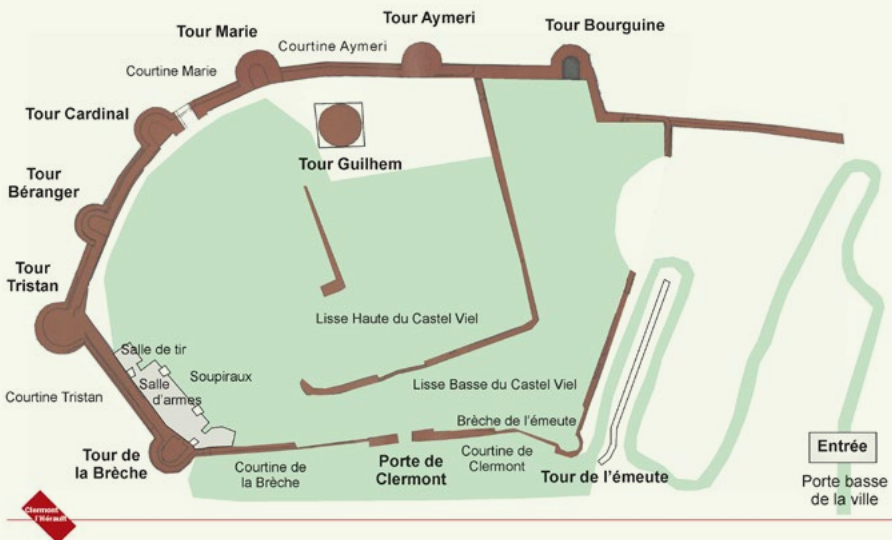 Tour Marie
Tour Aymeri
Tour Bourguine
Courtine Aymeri
Courtine Marie
Tour Cardinal
Tour Guilhem
Tour
Béranger
Tour
Tristan
Lisse Haute du Castel Viel
Salle de tir
Soupiraux
Salle
d'armes
Lisse Basse du Castel Viel
Courtine Tristan
Brèche de l'émeute
Tour de
la Brèche
Courtine de
la Brèche
Porte de
Clermont
Courtine de
Clermont
Tour de l'émeute
Entrée
Porte basse
de la ville
Clermont
l'Hérault